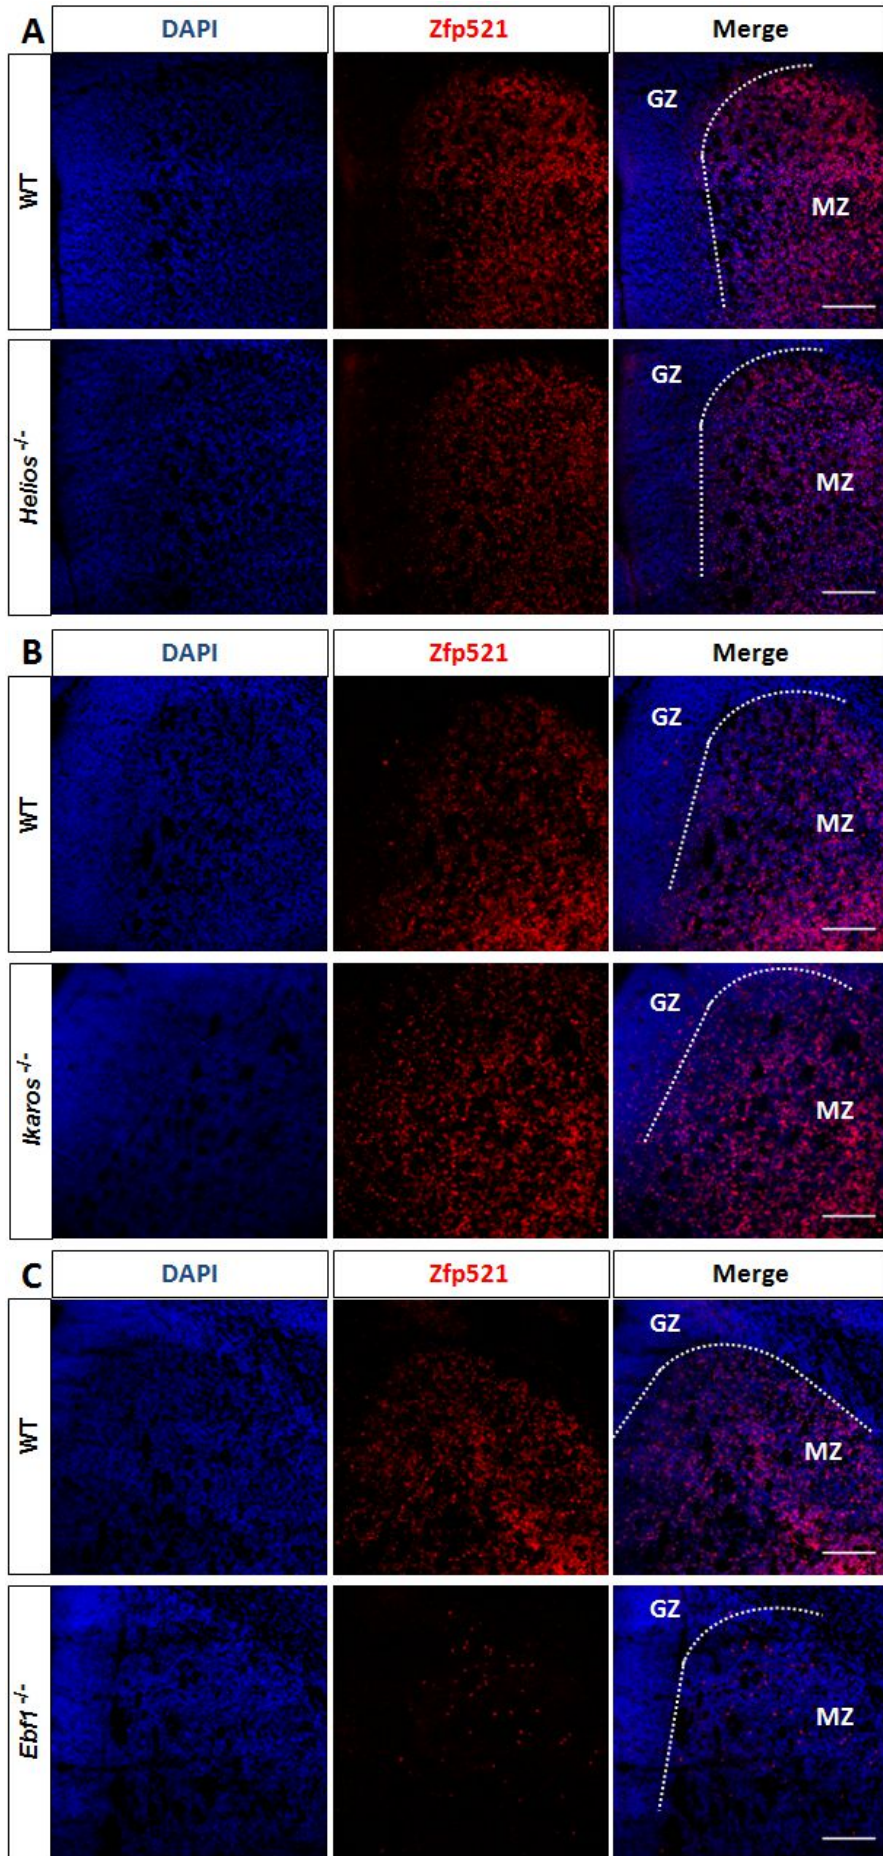 A DAPI Zfp521 Merge
WT GZ MZ
Helios-/- GZ MZ
B DAPI Zfp521 Merge
WT GZ MZ
Ikaros-/- GZ MZ
C DAPI Zfp521 Merge
WT GZ MZ
Ebf1-/- GZ MZ